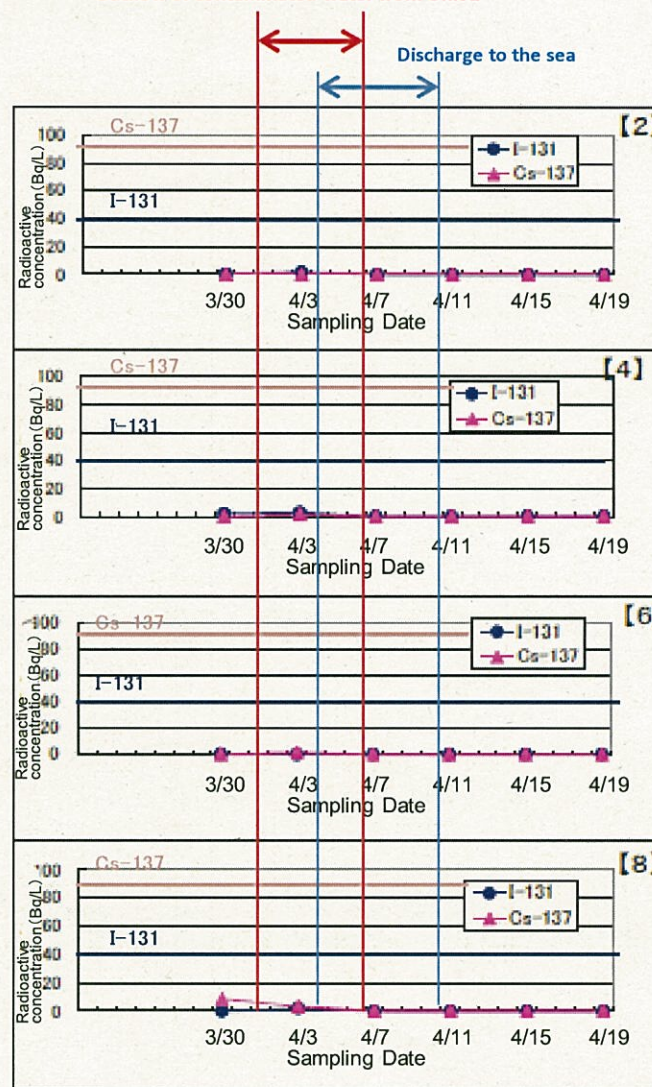 Discharge to the sea
[2]
Radioactive concentration (Bq/L)
100
80
60
40
20
0
Cs-137
I-131
I-131
Cs-137
3/30 4/3 4/7 4/11 4/15 4/19
Sampling Date
[4]
Radioactive concentration (Bq/L)
100
80
60
40
20
0
Cs-137
I-131
I-131
Cs-137
3/30 4/3 4/7 4/11 4/15 4/19
Sampling Date
[6
Radioactive concentration (Bq/L)
100
80
60
40
20
0
Cs-137
I-131
I-131
Cs-137
3/30 4/3 4/7 4/11 4/15 4/19
Sampling Date
[8]
Radioactive concentration (Bq/L)
100
80
60
40
20
0
Cs-137
I-131
I-131
Cs-137
3/30 4/3 4/7 4/11 4/15 4/19
Sampling Date